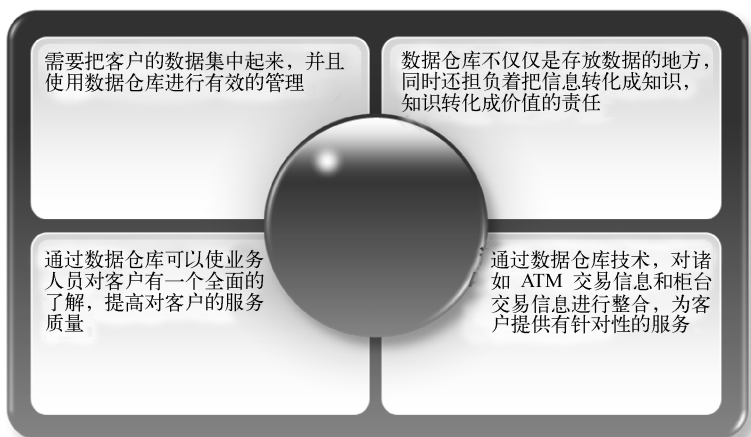 需要把客户的数据集中起来，并且
使用数据仓库进行有效的管理
数据仓库不仅仅是存放数据的地方，
同时还担负着把信息转化成知识，
知识转化成价值的责任
通过数据仓库可以使业务
人员对客户有一个全面的
了解，提高对客户的服务
质量
通过数据仓库技术，对诸
如 ATM 交易信息和柜台
交易信息进行整合，为客
户提供有针对性的服务